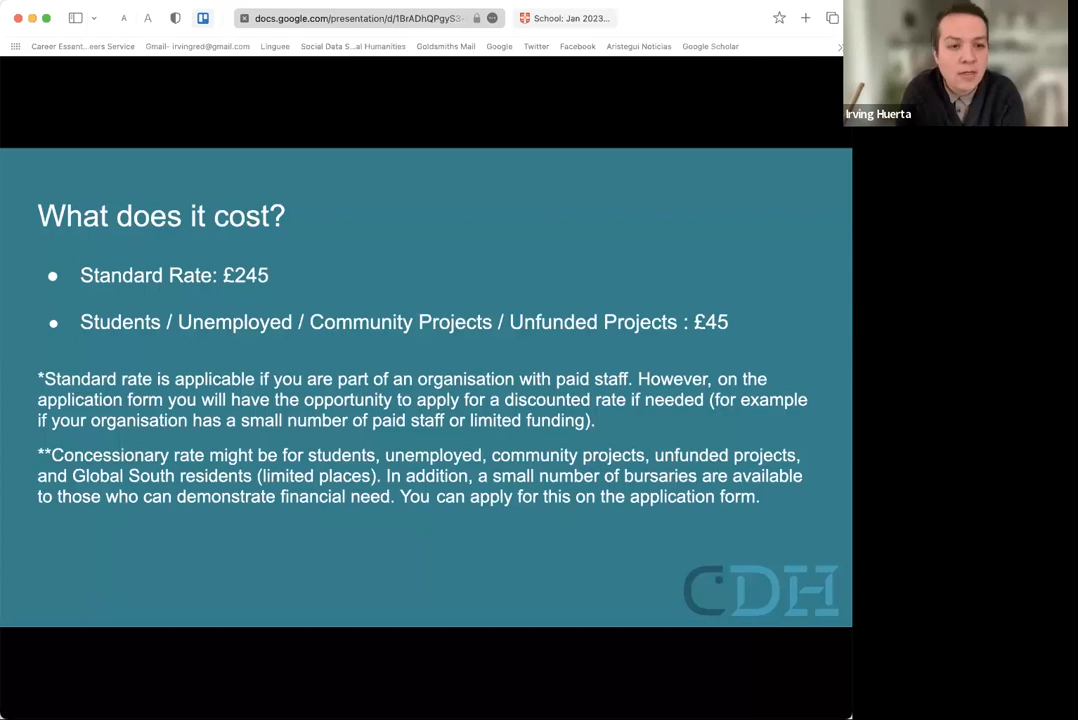 A A docs.google.com/presentation/d/1BrADhQPgyS3- School: Jan 2023...
Career Essent...eers Service Gmail- irvingred@gmail.com Linguee Social Data S...al Humanities Goldsmiths Mail Google Twitter Facebook Aristegui Noticias Google Scholar
Irving Huerta
What does it cost?
● Standard Rate: £245
● Students / Unemployed / Community Projects / Unfunded Projects : £45
*Standard rate is applicable if you are part of an organisation with paid staff. However, on the
application form you will have the opportunity to apply for a discounted rate if needed (for example
if your organisation has a small number of paid staff or limited funding).
**Concessionary rate might be for students, unemployed, community projects, unfunded projects,
and Global South residents (limited places). In addition, a small number of bursaries are available
to those who can demonstrate financial need. You can apply for this on the application form.
CDH